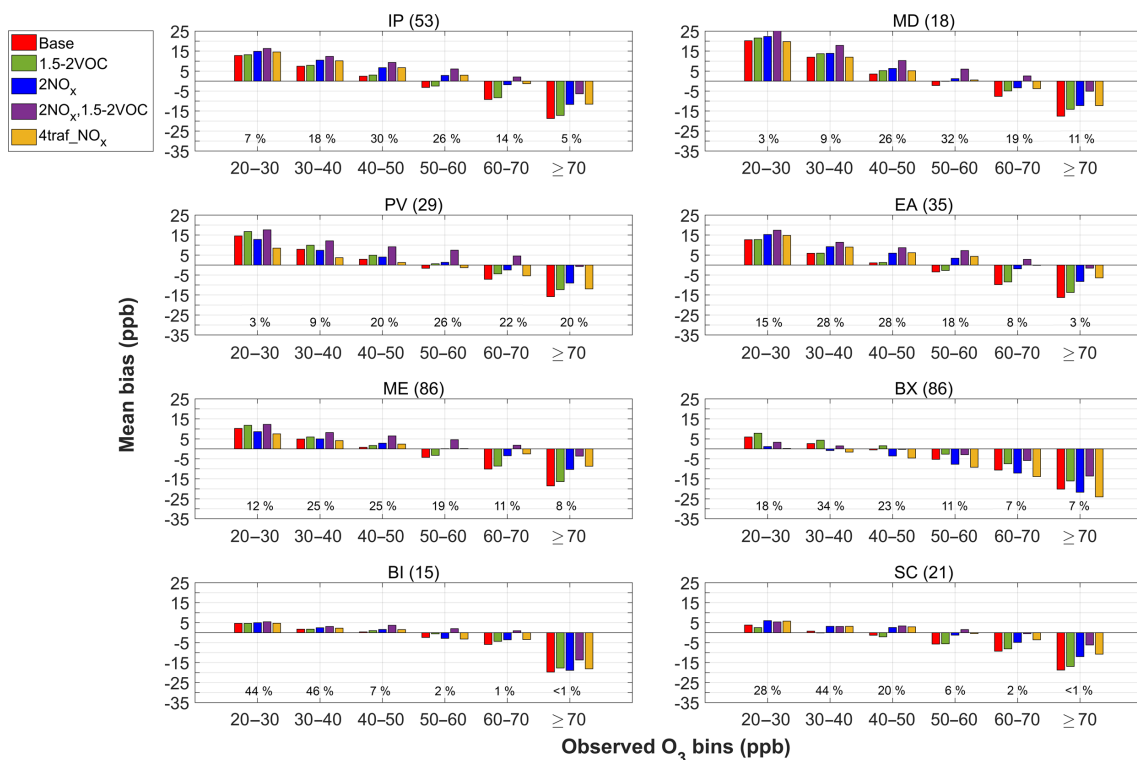 Base
1.5-2VOC
2NOx
2NOx,1.5-2VOC
4traf_NOx
Mean bias (ppb)
IP (53)
25
15
5
-5
-15
-25
-35
7 % 18 % 30 % 26 % 14 % 5 %
20–30 30–40 40–50 50–60 60–70 ≥70
MD (18)
25
15
5
-5
-15
-25
-35
3 % 9 % 26 % 32 % 19 % 11 %
20–30 30–40 40–50 50–60 60–70 ≥70
PV (29)
25
15
5
-5
-15
-25
-35
3 % 9 % 20 % 26 % 22 % 20 %
20–30 30–40 40–50 50–60 60–70 ≥70
EA (35)
25
15
5
-5
-15
-25
-35
15 % 28 % 28 % 18 % 8 % 3 %
20–30 30–40 40–50 50–60 60–70 ≥70
ME (86)
25
15
5
-5
-15
-25
-35
12 % 25 % 25 % 19 % 11 % 8 %
20–30 30–40 40–50 50–60 60–70 ≥70
BX (86)
25
15
5
-5
-15
-25
-35
18 % 34 % 23 % 11 % 7 % 7 %
20–30 30–40 40–50 50–60 60–70 ≥70
BI (15)
25
15
5
-5
-15
-25
-35
44 % 46 % 7 % 2 % 1 % <1 %
20–30 30–40 40–50 50–60 60–70 ≥70
SC (21)
25
15
5
-5
-15
-25
-35
28 % 44 % 20 % 6 % 2 % <1 %
20–30 30–40 40–50 50–60 60–70 ≥70
Observed O3 bins (ppb)